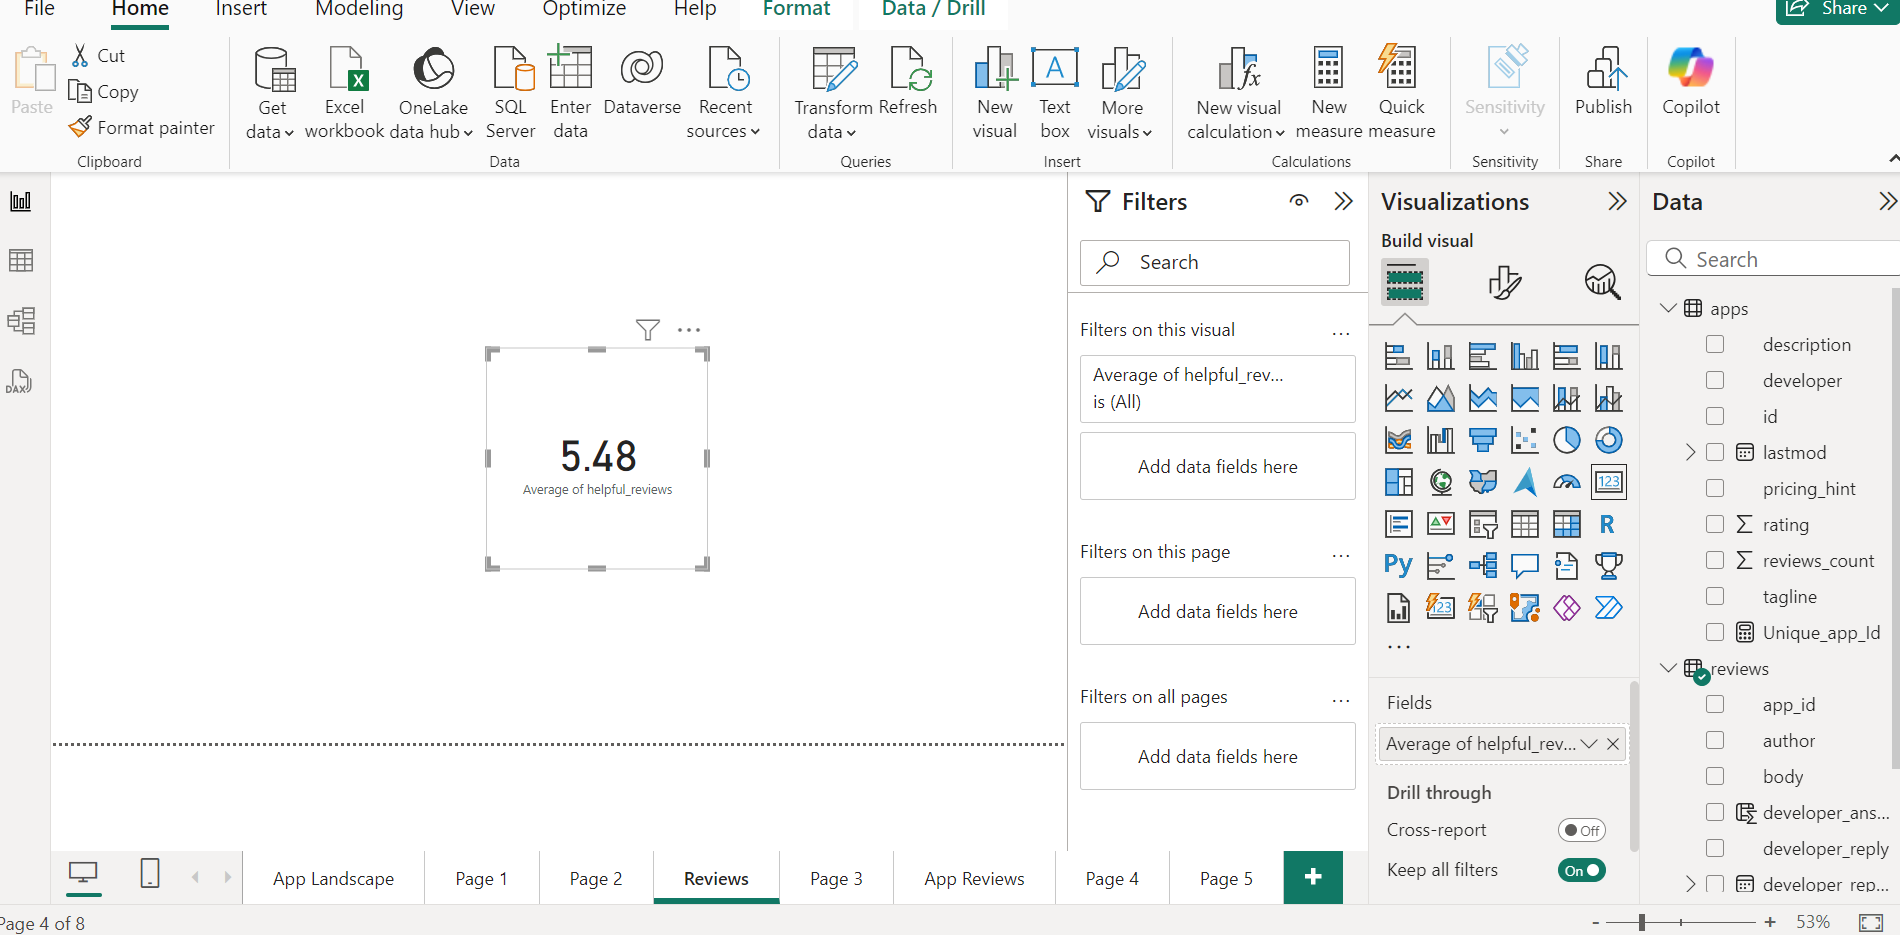 File Home Insert Modeling View Optimize Help Format Data / Drill Share
Paste
Cut
Copy
Format painter
Clipboard
Get data
Excel workbook
OneLake data hub
SQL Server
Enter data
Dataverse
Recent sources
Data
Transform data
Refresh
Queries
New visual
A
Text box
More visuals
Insert
New visual calculation
New measure
Quick measure
Calculations
Sensitivity
Sensitivity
Publish
Share
Copilot
Copilot
DAX
5.48
Average of helpful_reviews
Filters
Search
Filters on this visual ...
Average of helpful_rev...
is (All)
Add data fields here
Filters on this page ...
Add data fields here
Filters on all pages ...
Add data fields here
Visualizations
Build visual
123
R
Py
123
...
Fields
Average of helpful_rev...
Drill through
Cross-report Off
Keep all filters On
Data
Search
apps
description
developer
id
lastmod
pricing_hint
rating
reviews_count
tagline
Unique_app_Id
reviews
app_id
author
body
developer_ans...
developer_reply
developer_rep...
App Landscape Page 1 Page 2 Reviews Page 3 App Reviews Page 4 Page 5 +
Page 4 of 8
- + 53%